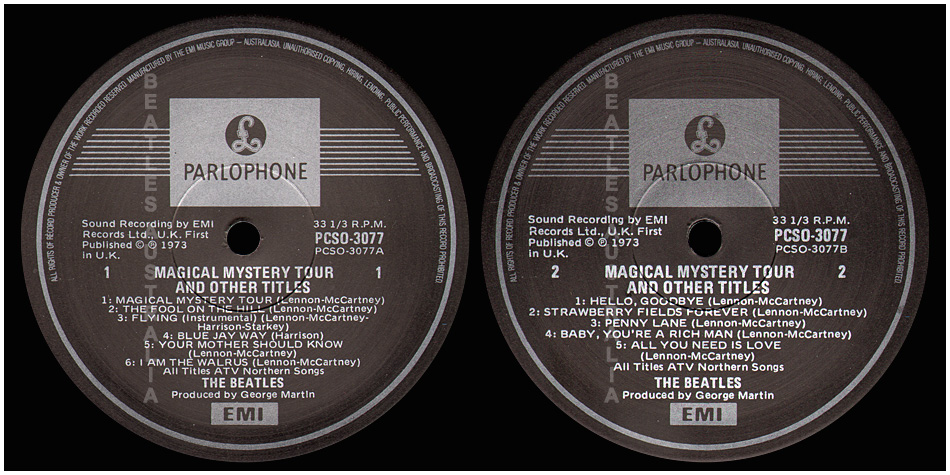 ALL RIGHTS OF RECORD PRODUCER & OWNER OF THE WORK RECORDED RESERVED. MANUFACTURED BY THE EMI MUSIC GROUP – AUSTRALASIA. UNAUTHORISED COPYING, HIRING, LENDING, PUBLIC PERFORMANCE AND BROADCASTING OF THIS RECORD PROHIBITED
BEATLES AUSTRALIA
£
PARLOPHONE
Sound Recording by EMI
Records Ltd., U.K. First
Published © ℗ 1973
in U.K.
33 1/3 R.P.M.
PCSO-3077
PCSO-3077A
1 MAGICAL MYSTERY TOUR 1
AND OTHER TITLES
1: MAGICAL MYSTERY TOUR (Lennon-McCartney)
2: THE FOOL ON THE HILL (Lennon-McCartney)
3: FLYING (Instrumental) (Lennon-McCartney-
Harrison-Starkey)
4: BLUE JAY WAY (Harrison)
5: YOUR MOTHER SHOULD KNOW
(Lennon-McCartney)
6: I AM THE WALRUS (Lennon-McCartney)
All Titles ATV Northern Songs
THE BEATLES
Produced by George Martin
EMI
ALL RIGHTS OF RECORD PRODUCER & OWNER OF THE WORK RECORDED RESERVED. MANUFACTURED BY THE EMI MUSIC GROUP – AUSTRALASIA. UNAUTHORISED COPYING, HIRING, LENDING, PUBLIC PERFORMANCE AND BROADCASTING OF THIS RECORD PROHIBITED
BEATLES AUSTRALIA
£
PARLOPHONE
Sound Recording by EMI
Records Ltd., U.K. First
Published © ℗ 1973
in U.K.
33 1/3 R.P.M.
PCSO-3077
PCSO-3077B
2 MAGICAL MYSTERY TOUR 2
AND OTHER TITLES
1: HELLO, GOODBYE (Lennon-McCartney)
2: STRAWBERRY FIELDS FOREVER (Lennon-McCartney)
3: PENNY LANE (Lennon-McCartney)
4: BABY, YOU'RE A RICH MAN (Lennon-McCartney)
5: ALL YOU NEED IS LOVE
(Lennon-McCartney)
All Titles ATV Northern Songs
THE BEATLES
Produced by George Martin
EMI